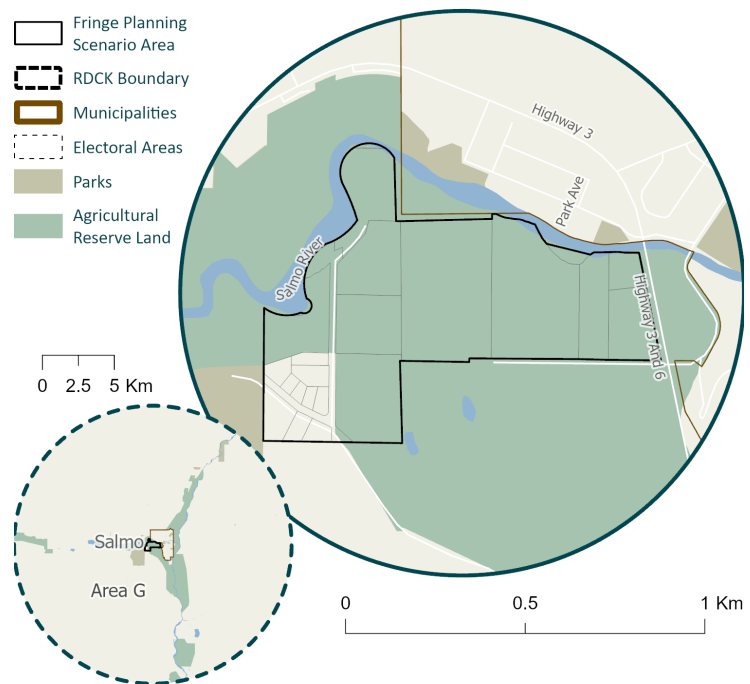 Fringe Planning
Scenario Area
RDCK Boundary
Municipalities
Electoral Areas
Parks
Agricultural
Reserve Land
Highway 3
Park Ave
Salmo River
Highway 3 And 6
0 2.5 5 Km
Salmo
Area G
0 0.5 1 Km